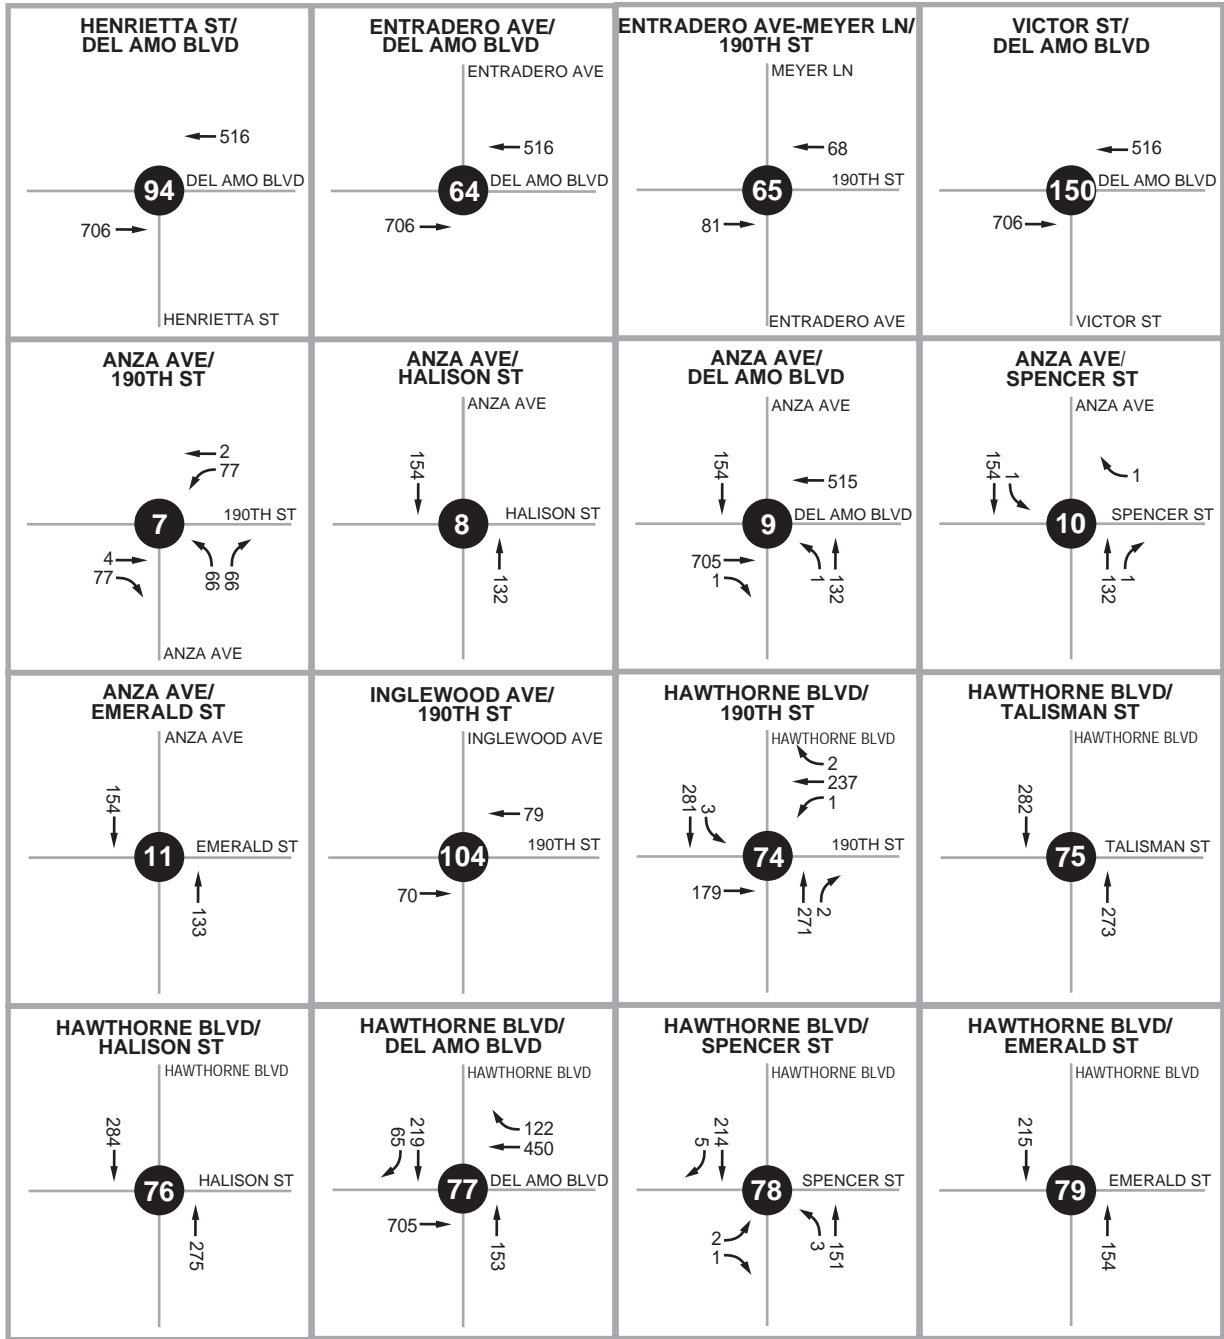 HENRIETTA ST/
DEL AMO BLVD
516
94
DEL AMO BLVD
706
HENRIETTA ST
ENTRADERO AVE/
DEL AMO BLVD
ENTRADERO AVE
516
64
DEL AMO BLVD
706
ENTRADERO AVE-MEYER LN/
190TH ST
MEYER LN
68
65
190TH ST
81
ENTRADERO AVE
VICTOR ST/
DEL AMO BLVD
516
150
DEL AMO BLVD
706
VICTOR ST
ANZA AVE/
190TH ST
2
77
7
190TH ST
4
77
66
66
ANZA AVE
ANZA AVE/
HALISON ST
ANZA AVE
154
8
HALISON ST
132
ANZA AVE/
DEL AMO BLVD
ANZA AVE
154
515
9
DEL AMO BLVD
705
1
1
132
ANZA AVE/
SPENCER ST
ANZA AVE
154
1
1
10
SPENCER ST
132
1
ANZA AVE/
EMERALD ST
ANZA AVE
154
11
EMERALD ST
133
INGLEWOOD AVE/
190TH ST
INGLEWOOD AVE
79
104
190TH ST
70
HAWTHORNE BLVD/
190TH ST
HAWTHORNE BLVD
2
237
1
281
3
74
190TH ST
179
271
2
HAWTHORNE BLVD/
TALISMAN ST
HAWTHORNE BLVD
282
75
TALISMAN ST
273
HAWTHORNE BLVD/
HALISON ST
HAWTHORNE BLVD
284
76
HALISON ST
275
HAWTHORNE BLVD/
DEL AMO BLVD
HAWTHORNE BLVD
65
219
122
450
77
DEL AMO BLVD
705
153
HAWTHORNE BLVD/
SPENCER ST
HAWTHORNE BLVD
5
214
78
SPENCER ST
2
1
3
151
HAWTHORNE BLVD/
EMERALD ST
HAWTHORNE BLVD
215
79
EMERALD ST
154